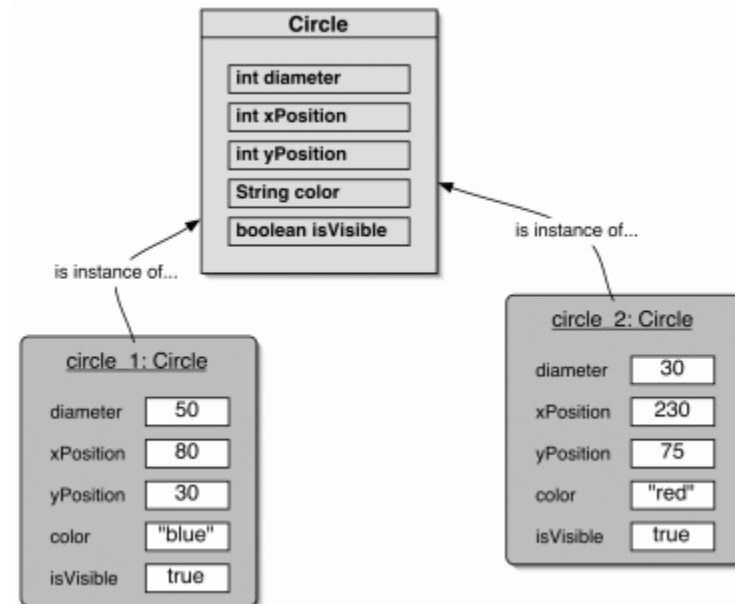 Circle
int diameter
int xPosition
int yPosition
String color
boolean isVisible
is instance of...
is instance of...
circle_1: Circle
diameter 50
xPosition 80
yPosition 30
color "blue"
isVisible true
circle_2: Circle
diameter 30
xPosition 230
yPosition 75
color "red"
isVisible true